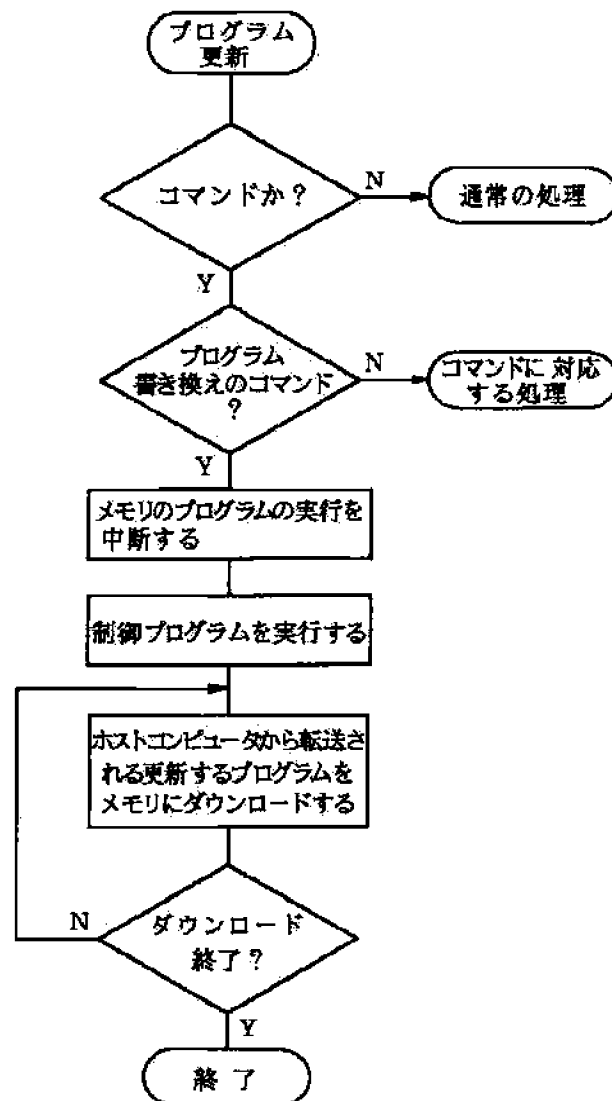 プログラム
更新
コマンドか？
N
通常の処理
Y
プログラム
書き換えのコマンド
？
N
コマンドに対応
する処理
Y
メモリのプログラムの実行を
中断する
制御プログラムを実行する
ホストコンピュータから転送さ
れる更新するプログラムを
メモリにダウンロードする
N
ダウンロード
終了？
Y
終了